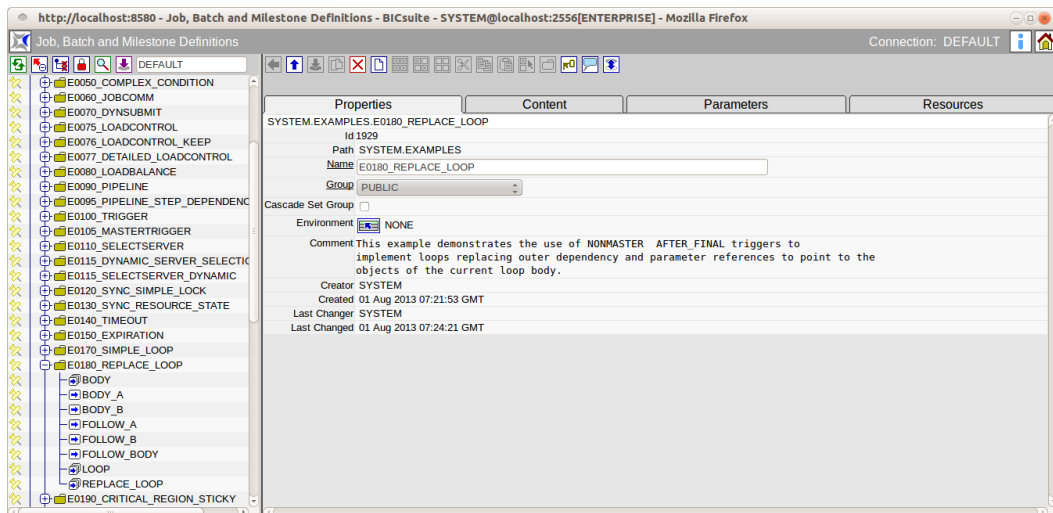 http://localhost:8580 - Job, Batch and Milestone Definitions - BICsuite - SYSTEM@localhost:2556[ENTERPRISE] - Mozilla Firefox
Job, Batch and Milestone Definitions
Connection: DEFAULT
DEFAULT
E0050_COMPLEX_CONDITION
E0060_JOBCOMM
E0070_DYNSUBMIT
E0075_LOADCONTROL
E0076_LOADCONTROL_KEEP
E0077_DETAILED_LOADCONTROL
E0080_LOADBALANCE
E0090_PIPELINE
E0095_PIPELINE_STEP_DEPENDENC
E0100_TRIGGER
E0105_MASTERTRIGGER
E0110_SELECTSERVER
E0115_DYNAMIC_SERVER_SELECTIO
E0115_SELECTSERVER_DYNAMIC
E0120_SYNC_SIMPLE_LOCK
E0130_SYNC_RESOURCE_STATE
E0140_TIMEOUT
E0150_EXPIRATION
E0170_SIMPLE_LOOP
E0180_REPLACE_LOOP
BODY
BODY_A
BODY_B
FOLLOW_A
FOLLOW_B
FOLLOW_BODY
LOOP
REPLACE_LOOP
E0190_CRITICAL_REGION_STICKY
Properties Content Parameters Resources
SYSTEM.EXAMPLES.E0180_REPLACE_LOOP
Id 1929
Path SYSTEM.EXAMPLES
Name E0180_REPLACE_LOOP
Group PUBLIC
Cascade Set Group
Environment NONE
Comment This example demonstrates the use of NONMASTER AFTER_FINAL triggers to
implement loops replacing outer dependency and parameter references to point to the
objects of the current loop body.
Creator SYSTEM
Created 01 Aug 2013 07:21:53 GMT
Last Changer SYSTEM
Last Changed 01 Aug 2013 07:24:21 GMT